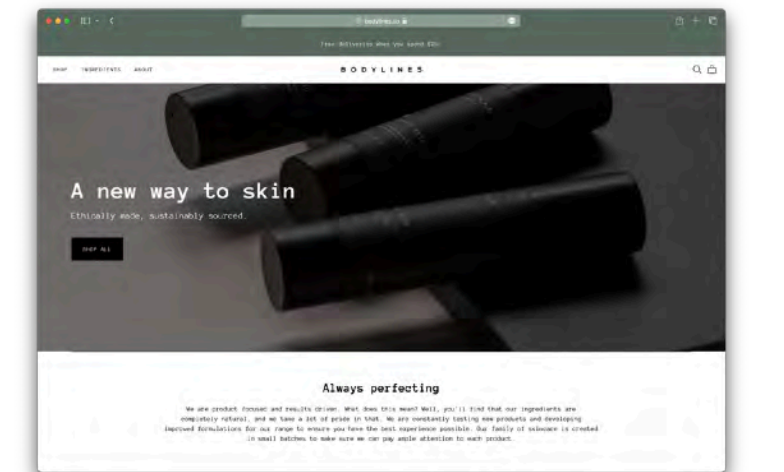 Free deliveries when you spend
SHOP INGREDIENTS ABOUT
BODYLINES
A new way to skin
Ethically made, sustainably sourced.
SHOP ALL
Always perfecting
We are product focused and results driven. What does this mean? Well, you'll find that our ingredients are
completely natural, and we take a lot of pride in that. We are constantly testing new products and developing
improved formulations for our range to ensure you have the best experience possible. Our family of skincare is created
in small batches to make sure we can pay ample attention to each product.